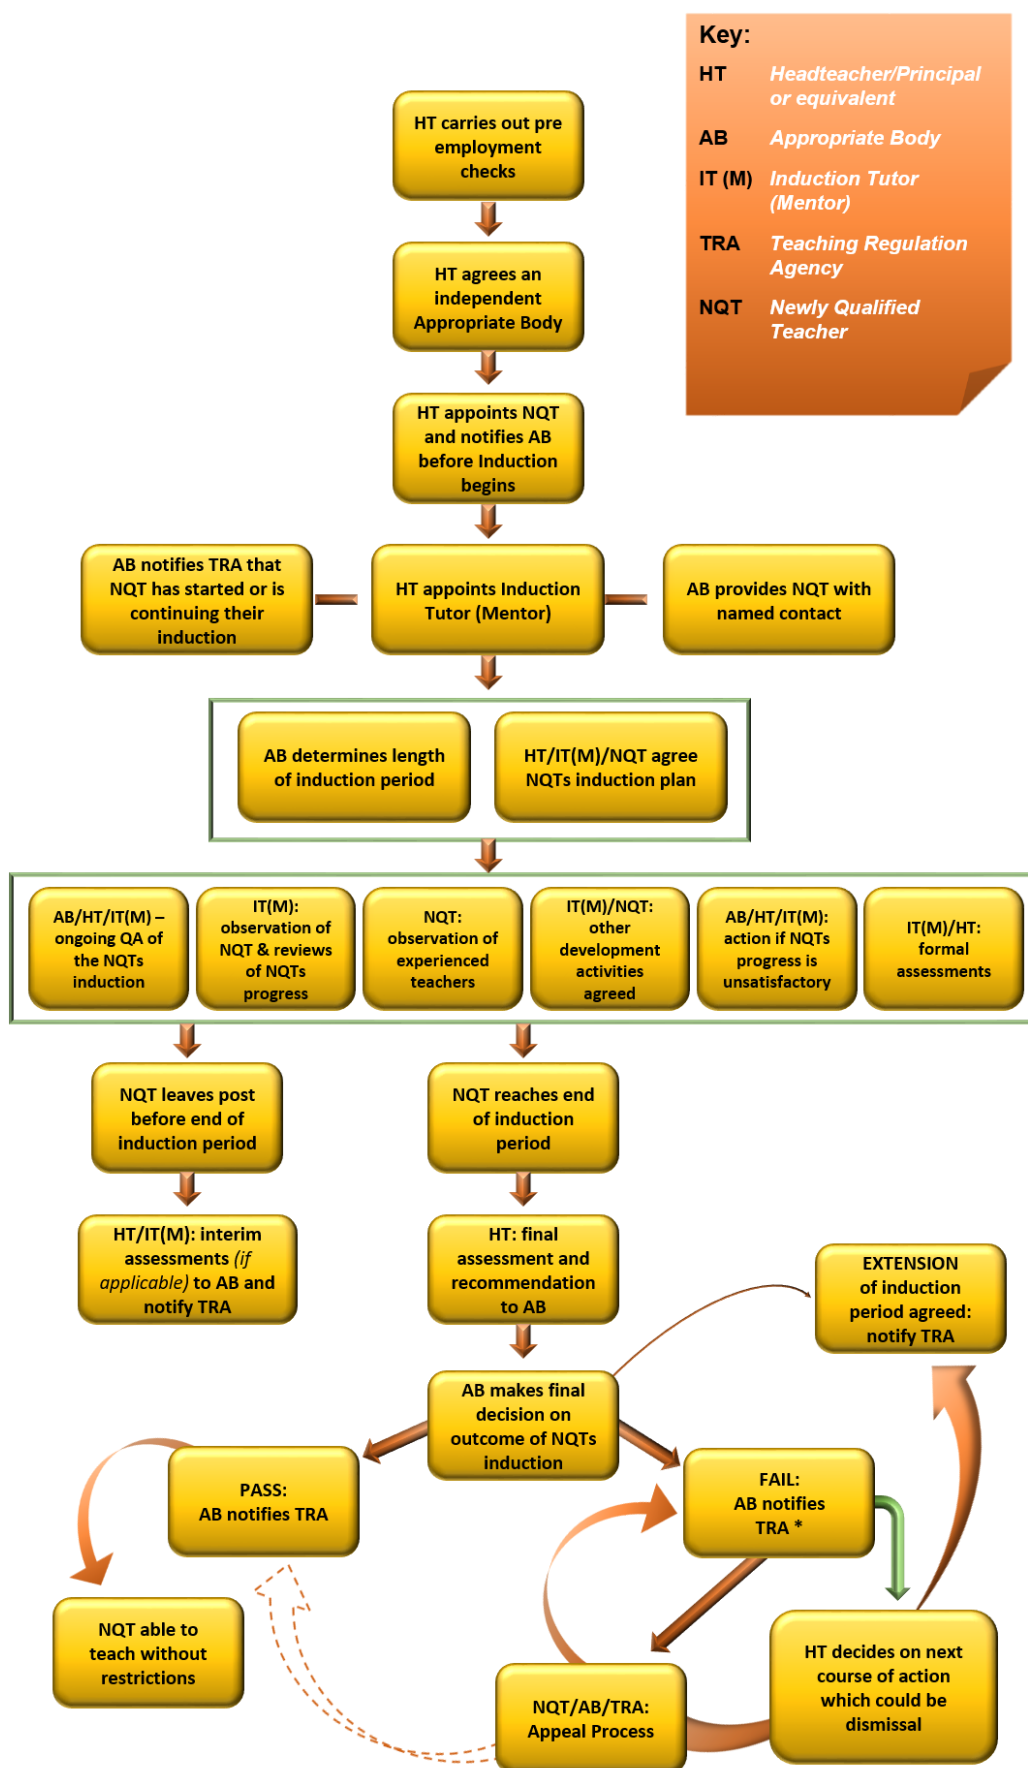 Key:
HT Headteacher/Principal
or equivalent
AB Appropriate Body
IT (M) Induction Tutor
(Mentor)
TRA Teaching Regulation
Agency
NQT Newly Qualified
Teacher
HT carries out pre
employment
checks
HT agrees an
independent
Appropriate Body
HT appoints NQT
and notifies AB
before Induction
begins
AB notifies TRA that
NQT has started or is
continuing their
induction
HT appoints Induction
Tutor (Mentor)
AB provides NQT with
named contact
AB determines length
of induction period
HT/IT(M)/NQT agree
NQTs induction plan
AB/HT/IT(M) –
ongoing QA of
the NQTs
induction
IT(M):
observation of
NQT & reviews
of NQTs
progress
NQT:
observation of
experienced
teachers
IT(M)/NQT:
other
development
activities
agreed
AB/HT/IT(M):
action if NQTs
progress is
unsatisfactory
IT(M)/HT:
formal
assessments
NQT leaves post
before end of
induction period
NQT reaches end
of induction
period
HT/IT(M): interim
assessments (if
applicable) to AB and
notify TRA
HT: final
assessment and
recommendation
to AB
EXTENSION
of induction
period agreed:
notify TRA
AB makes final
decision on
outcome of NQTs
induction
PASS:
AB notifies TRA
FAIL:
AB notifies
TRA *
NQT able to
teach without
restrictions
NQT/AB/TRA:
Appeal Process
HT decides on next
course of action
which could be
dismissal